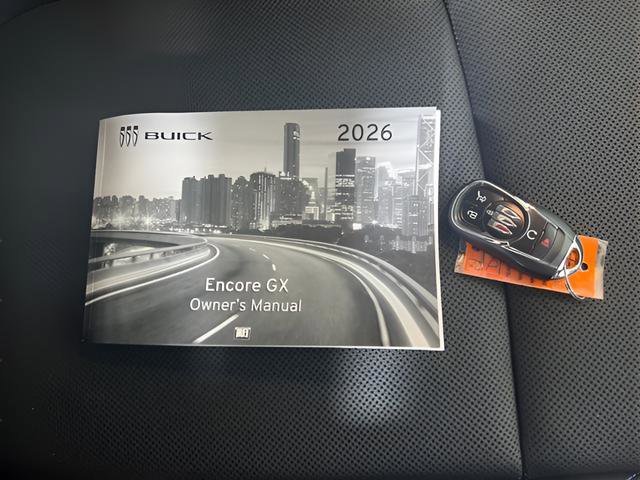 BUICK
2026
Encore GX
Owner's Manual